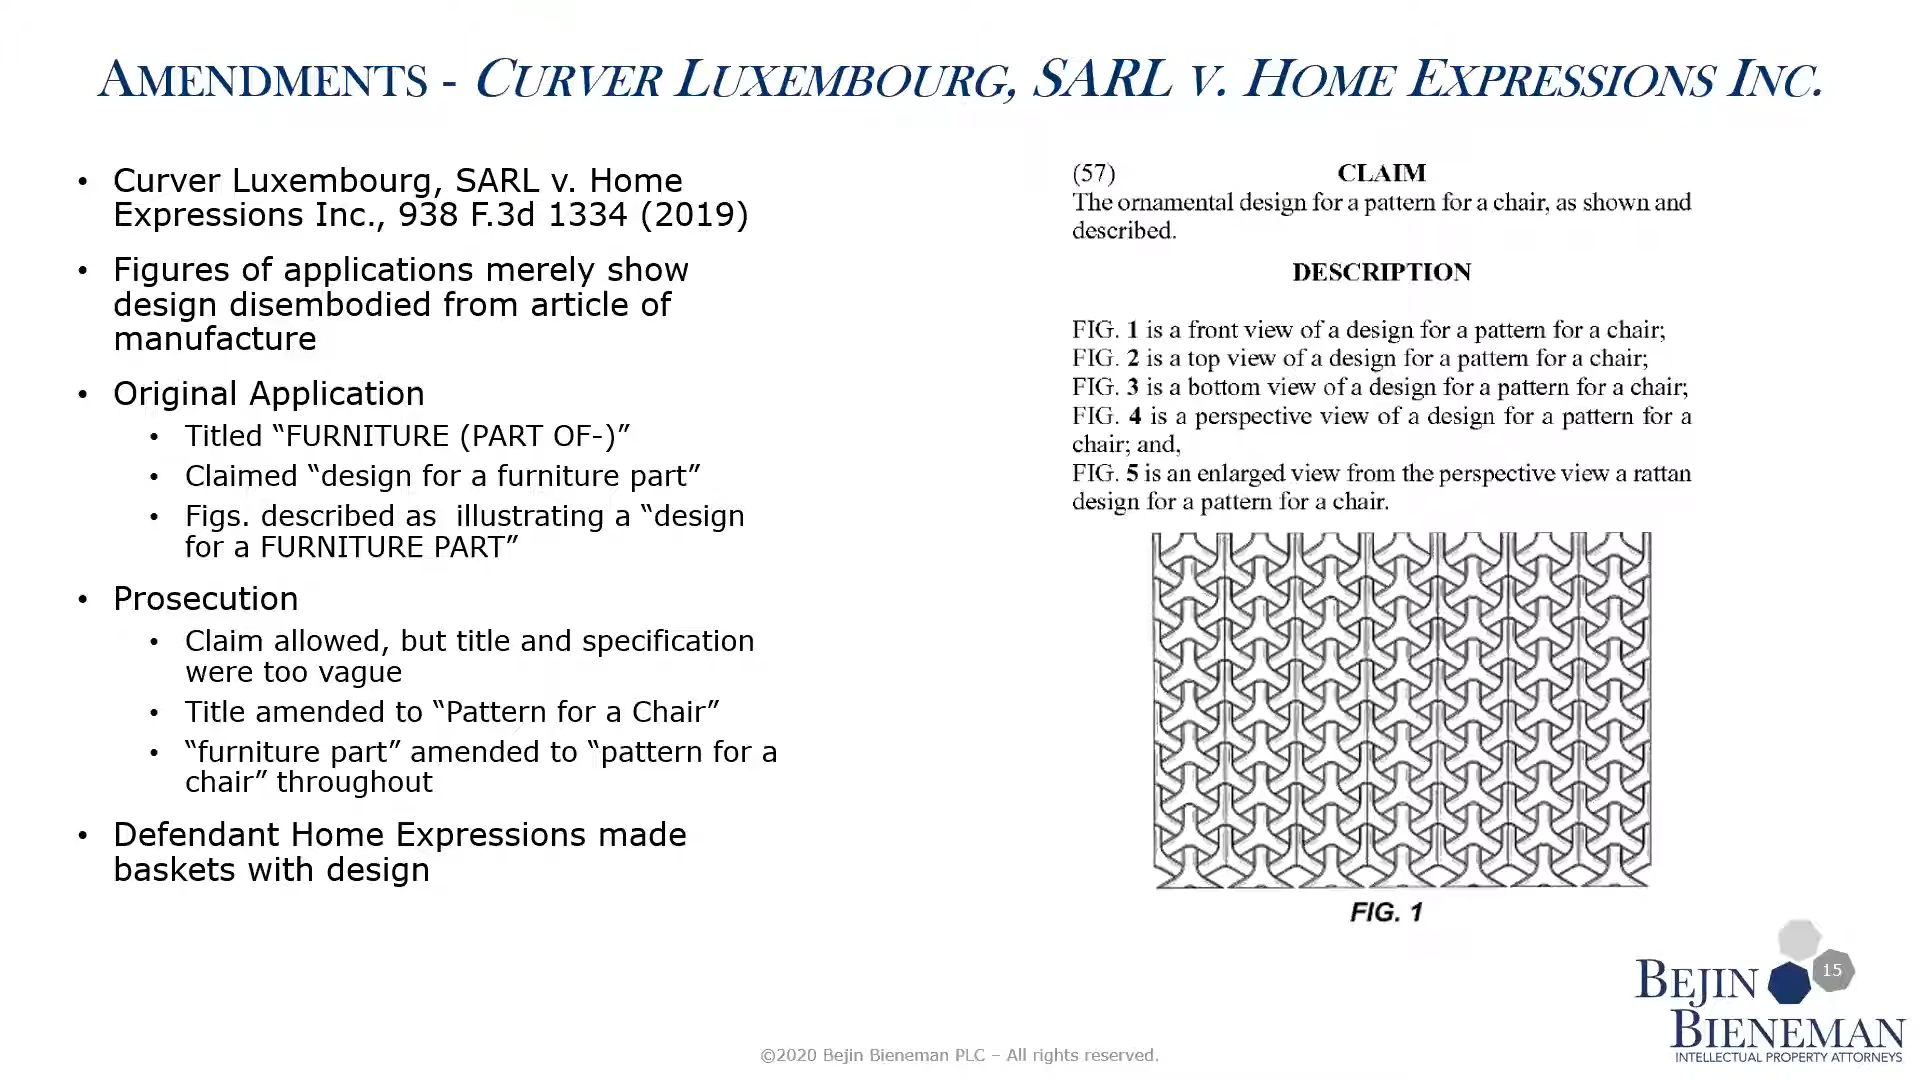 AMENDMENTS - CURVER LUXEMBOURG, SARL V. HOME EXPRESSIONS INC.
• Curver Luxembourg, SARL v. Home
Expressions Inc., 938 F.3d 1334 (2019)
• Figures of applications merely show
design disembodied from article of
manufacture
• Original Application
• Titled “FURNITURE (PART OF-)”
• Claimed “design for a furniture part”
• Figs. described as illustrating a “design
for a FURNITURE PART”
• Prosecution
• Claim allowed, but title and specification
were too vague
• Title amended to “Pattern for a Chair”
• “furniture part” amended to “pattern for a
chair” throughout
• Defendant Home Expressions made
baskets with design
(57) CLAIM
The ornamental design for a pattern for a chair, as shown and
described.
DESCRIPTION
FIG. 1 is a front view of a design for a pattern for a chair;
FIG. 2 is a top view of a design for a pattern for a chair;
FIG. 3 is a bottom view of a design for a pattern for a chair;
FIG. 4 is a perspective view of a design for a pattern for a
chair; and,
FIG. 5 is an enlarged view from the perspective view a rattan
design for a pattern for a chair.
FIG. 1
15
BEJIN
BIENEMAN
INTELLECTUAL PROPERTY ATTORNEYS
©2020 Bejin Bieneman PLC – All rights reserved.